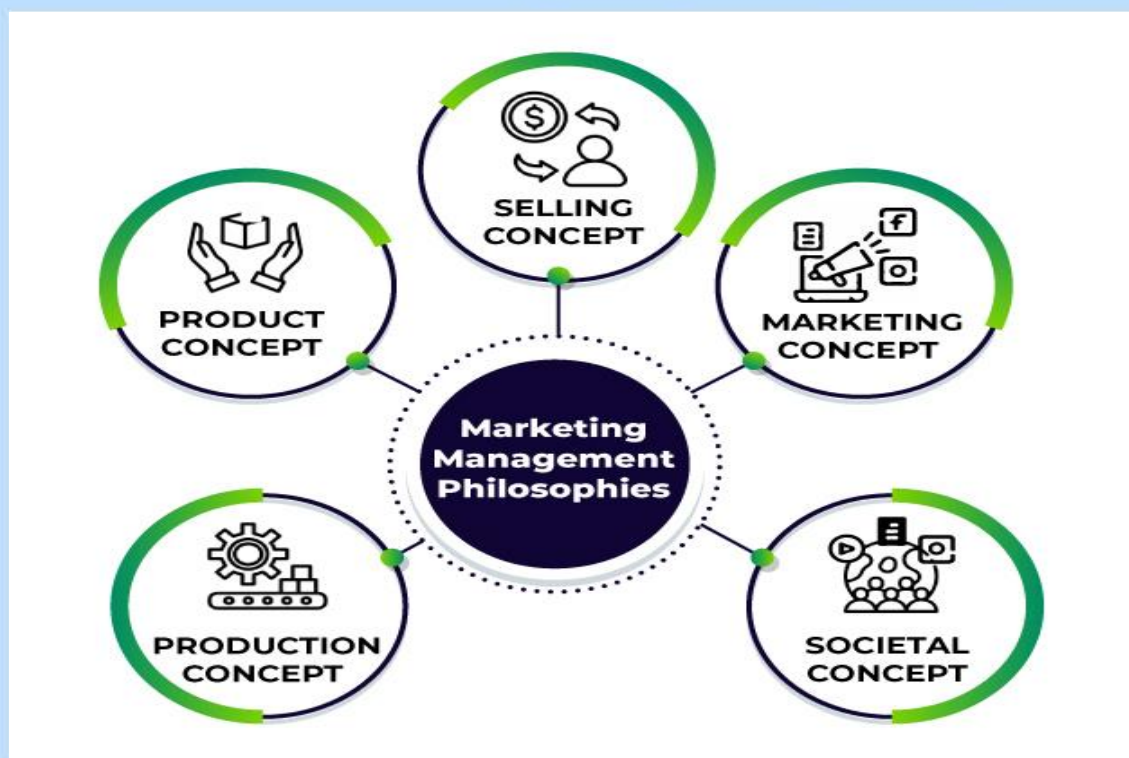 SELLING
CONCEPT
PRODUCT
CONCEPT
MARKETING
CONCEPT
Marketing
Management
Philosophies
PRODUCTION
CONCEPT
SOCIETAL
CONCEPT